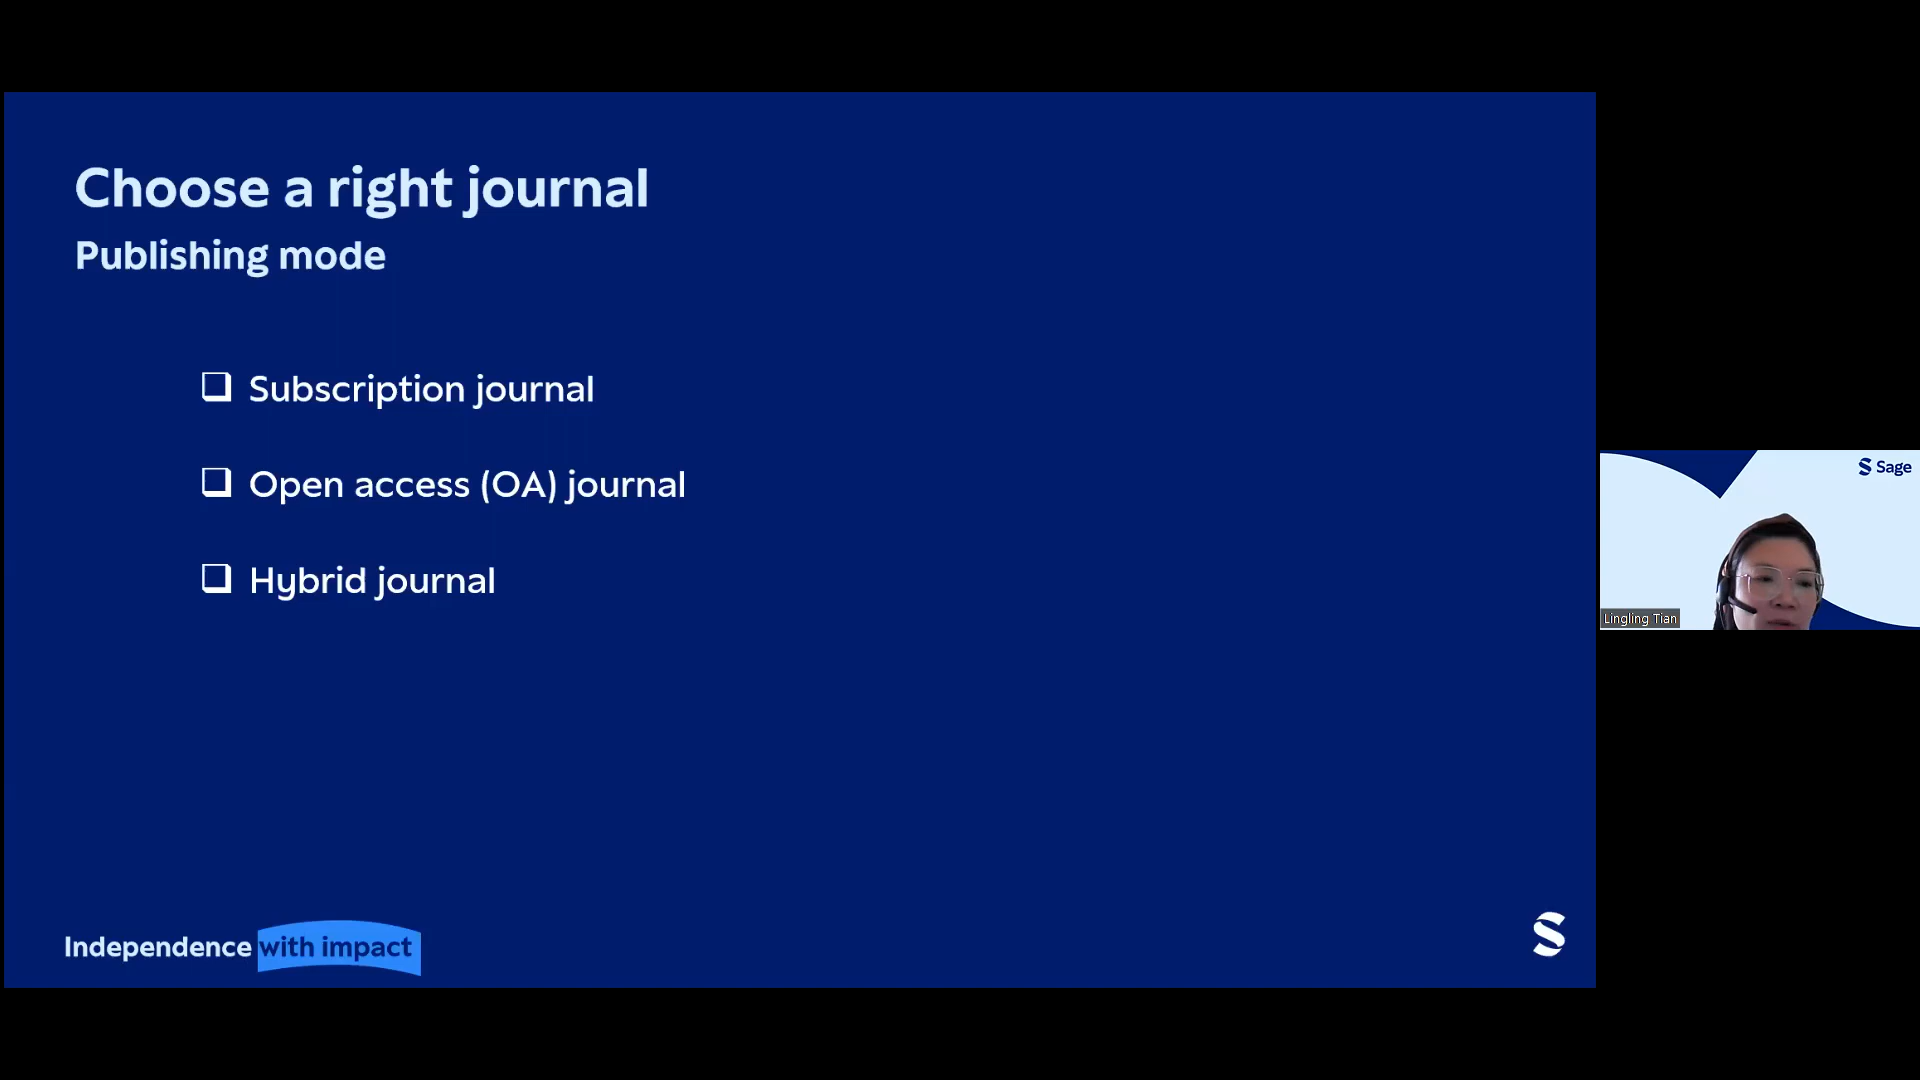 Choose a right journal
Publishing mode
Subscription journal
Open access (OA) journal
Hybrid journal
Independence with impact
Sage
Lingling Tian